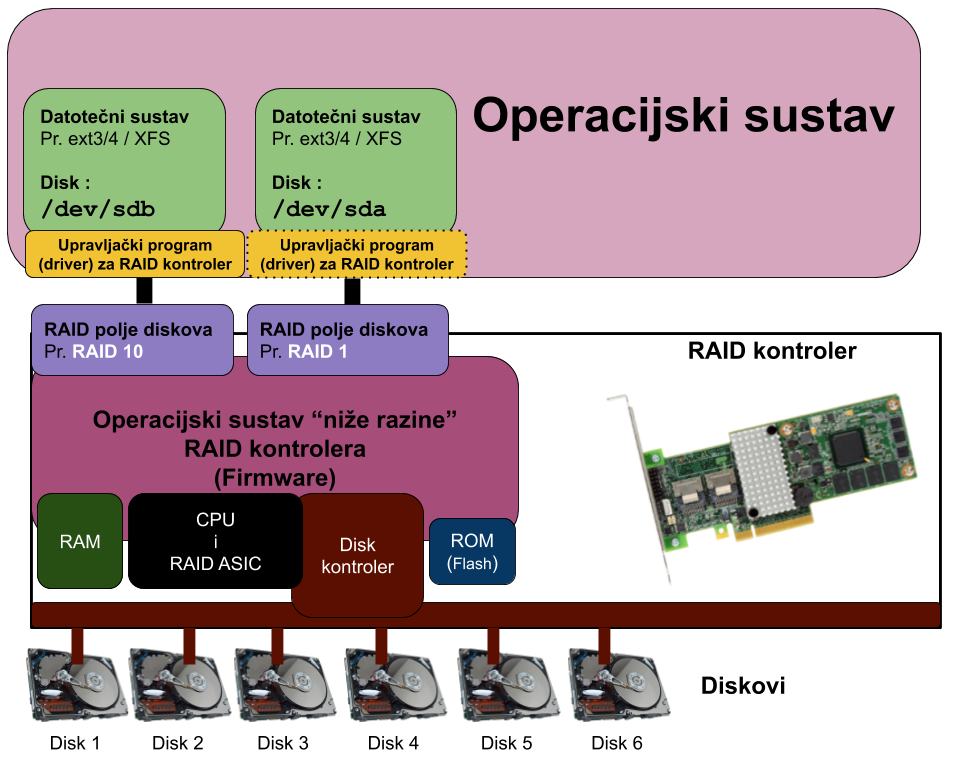 Operacijski sustav
Datotečni sustav
Pr. ext3/4 / XFS
Disk :
/dev/sdb
Upravljački program
(driver) za RAID kontroler
Datotečni sustav
Pr. ext3/4 / XFS
Disk :
/dev/sda
Upravljački program
(driver) za RAID kontroler
RAID polje diskova
Pr. RAID 10
RAID polje diskova
Pr. RAID 1
RAID kontroler
Operacijski sustav “niže razine”
RAID kontrolera
(Firmware)
RAM
CPU
i
RAID ASIC
Disk
kontroler
ROM
(Flash)
Diskovi
Disk 1
Disk 2
Disk 3
Disk 4
Disk 5
Disk 6